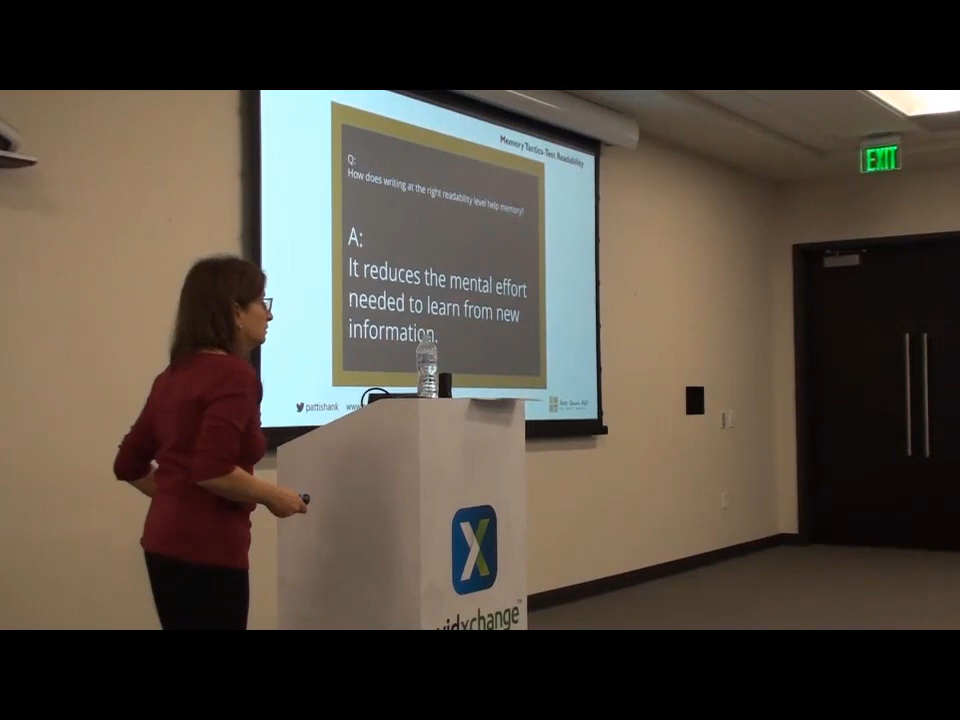 Memory Tactics-Text Readability
Q:
How does writing at the right readability level help memory?
A:
It reduces the mental effort
needed to learn from new
information.
pattishank
EXIT
X
vidxchange